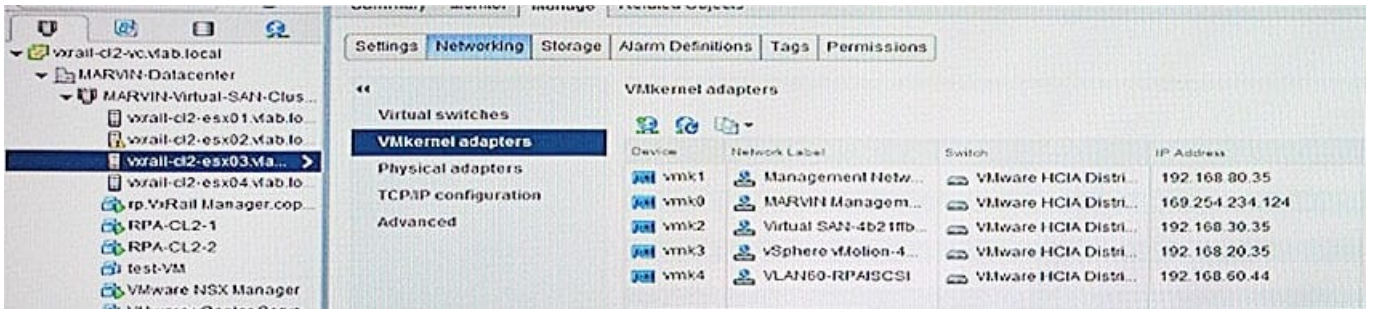 Summary Monitor Manage Related Objects
Settings Networking Storage Alarm Definitions Tags Permissions
vxrail-cl2-vc.vlab.local
MARVIN-Datacenter
MARVIN-Virtual-SAN-Clus...
vxrail-cl2-esx01.vlab.lo...
vxrail-cl2-esx02.vlab.lo...
vxrail-cl2-esx03.vla...
vxrail-cl2-esx04.vlab.lo...
rp.VxRail Manager.cop...
RPA-CL2-1
RPA-CL2-2
test-VM
VMware NSX Manager
Virtual switches
VMkernel adapters
Physical adapters
TCP/IP configuration
Advanced
VMkernel adapters
Device Network Label Switch IP Address
vmk1 Management Netw... VMware HCIA Distri... 192.168.80.35
vmk0 MARVIN Managem... VMware HCIA Distri... 169.254.234.124
vmk2 Virtual SAN-4b21ffb... VMware HCIA Distri... 192.168.30.35
vmk3 vSphere vMotion-4... VMware HCIA Distri... 192.168.20.35
vmk4 VLAN60-RPAISCSI VMware HCIA Distri... 192.168.60.44